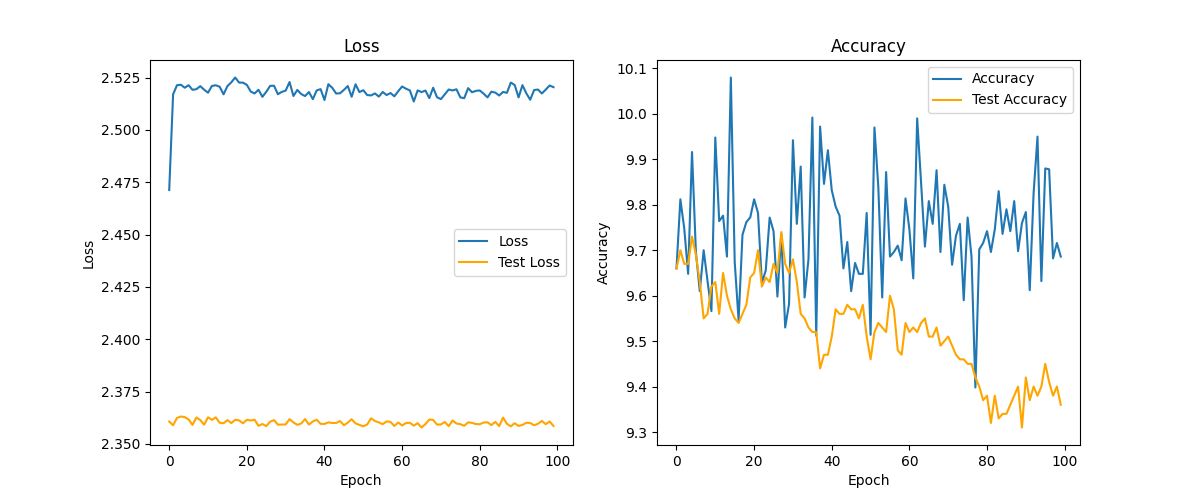 Loss
2.525
2.500
2.475
2.450
2.425
2.400
2.375
2.350
Loss
Loss
Test Loss
0
20
40
60
80
100
Epoch
Accuracy
10.1
10.0
9.9
9.8
9.7
9.6
9.5
9.4
9.3
Accuracy
Accuracy
Test Accuracy
0
20
40
60
80
100
Epoch